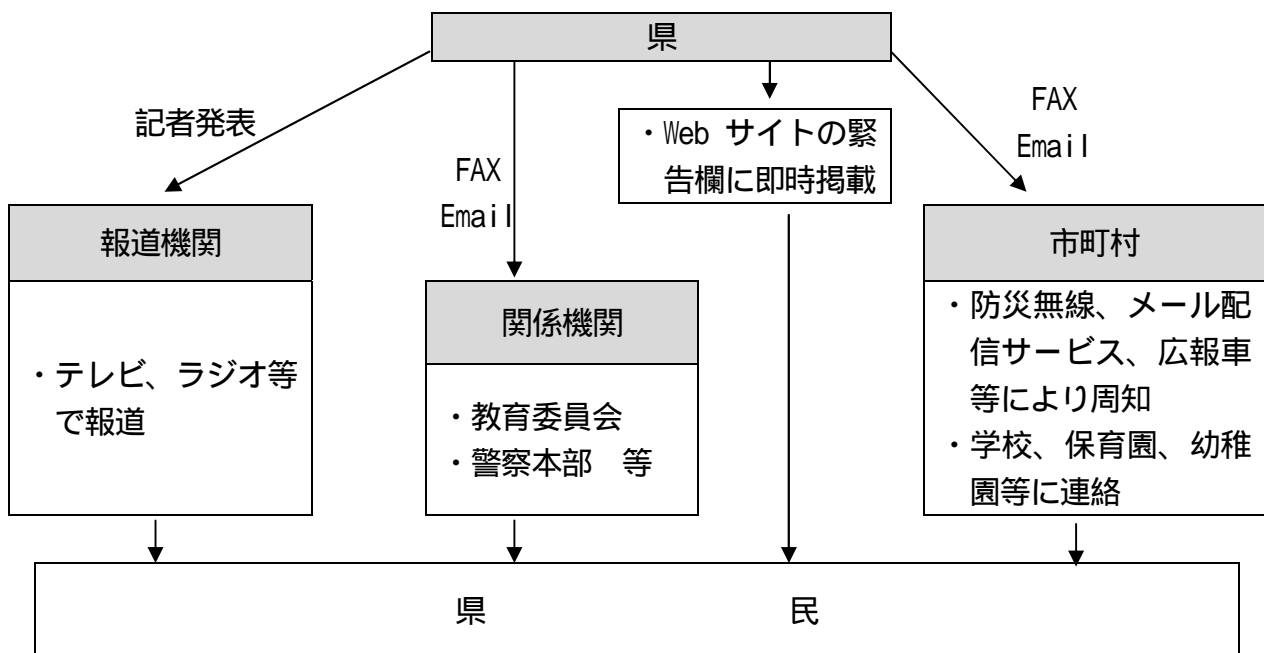 県
記者発表
FAX
Email
・Web サイトの緊
告欄に即時掲載
FAX
Email
報道機関
・テレビ、ラジオ等
で報道
関係機関
・教育委員会
・警察本部　等
市町村
・防災無線、メール配
信サービス、広報車
等により周知
・学校、保育園、幼稚
園等に連絡
県　民